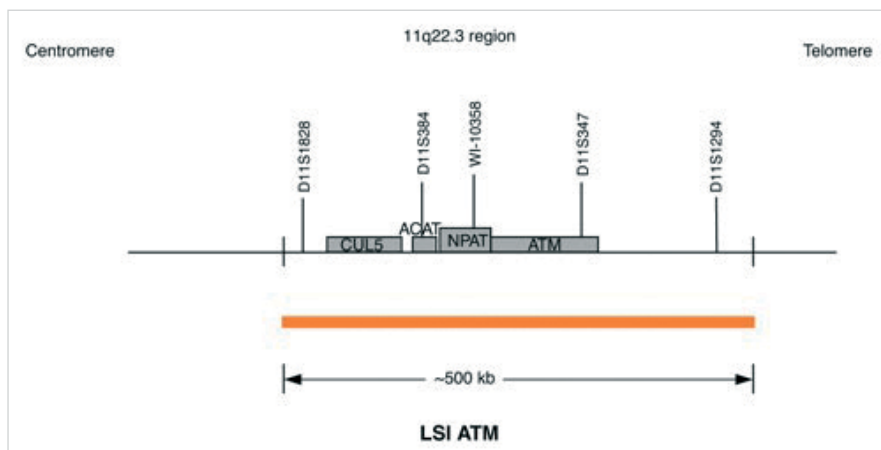 11q22.3 region
Centromere
Telomere
D11S1828
D11S384
WI-10358
D11S347
D11S1294
ACAT
CUL5
NPAT
ATM
~500 kb
LSI ATM